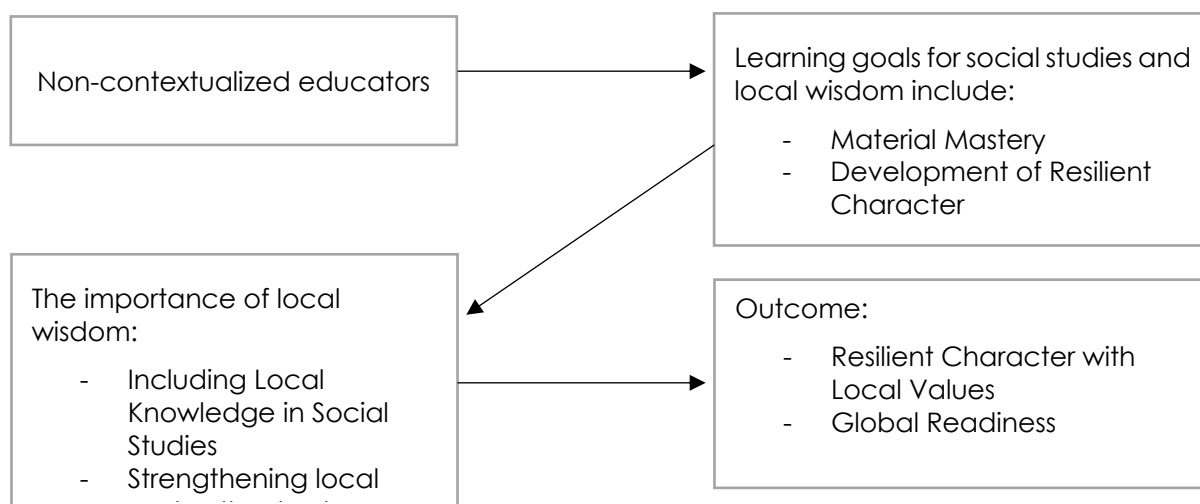 Non-contextualized educators
Learning goals for social studies and
local wisdom include:
- Material Mastery
- Development of Resilient
Character
The importance of local
wisdom:
- Including Local
Knowledge in Social
Studies
- Strengthening local
Outcome:
- Resilient Character with
Local Values
- Global Readiness